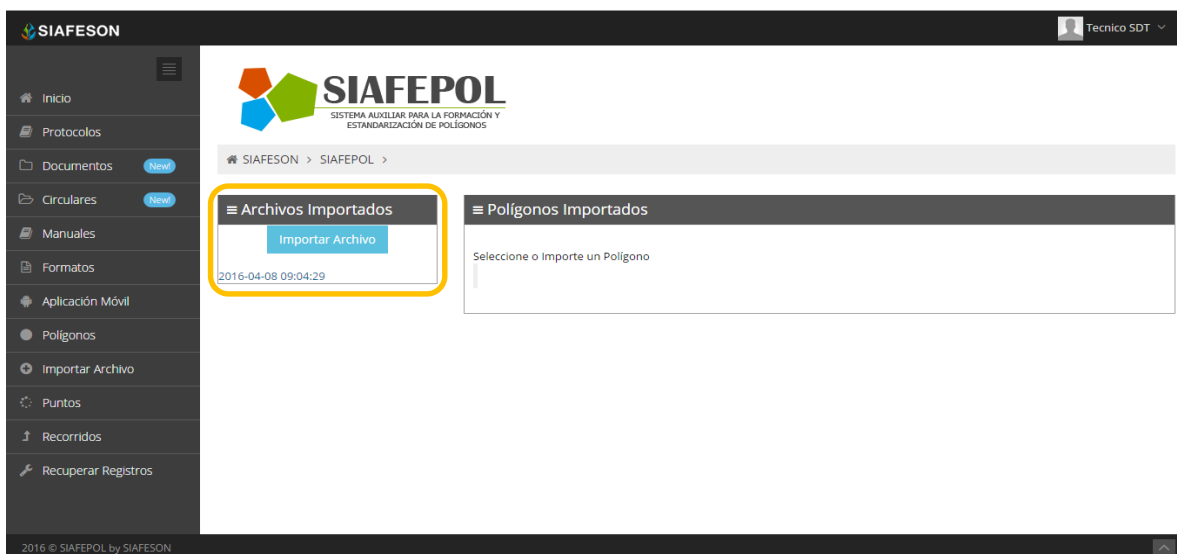 SIAFESON
Tecnico SDT
Inicio
Protocolos
Documentos New!
Circulares New!
Manuales
Formatos
Aplicación Móvil
Polígonos
Importar Archivo
Puntos
Recorridos
Recuperar Registros
2016 © SIAFEPOL by SIAFESON
SIAFEPOL
SISTEMA AUXILIAR PARA LA FORMACIÓN Y
ESTANDARIZACIÓN DE POLÍGONOS
SIAFESON > SIAFEPOL >
Archivos Importados
Importar Archivo
2016-04-08 09:04:29
Polígonos Importados
Seleccione o Importe un Polígono